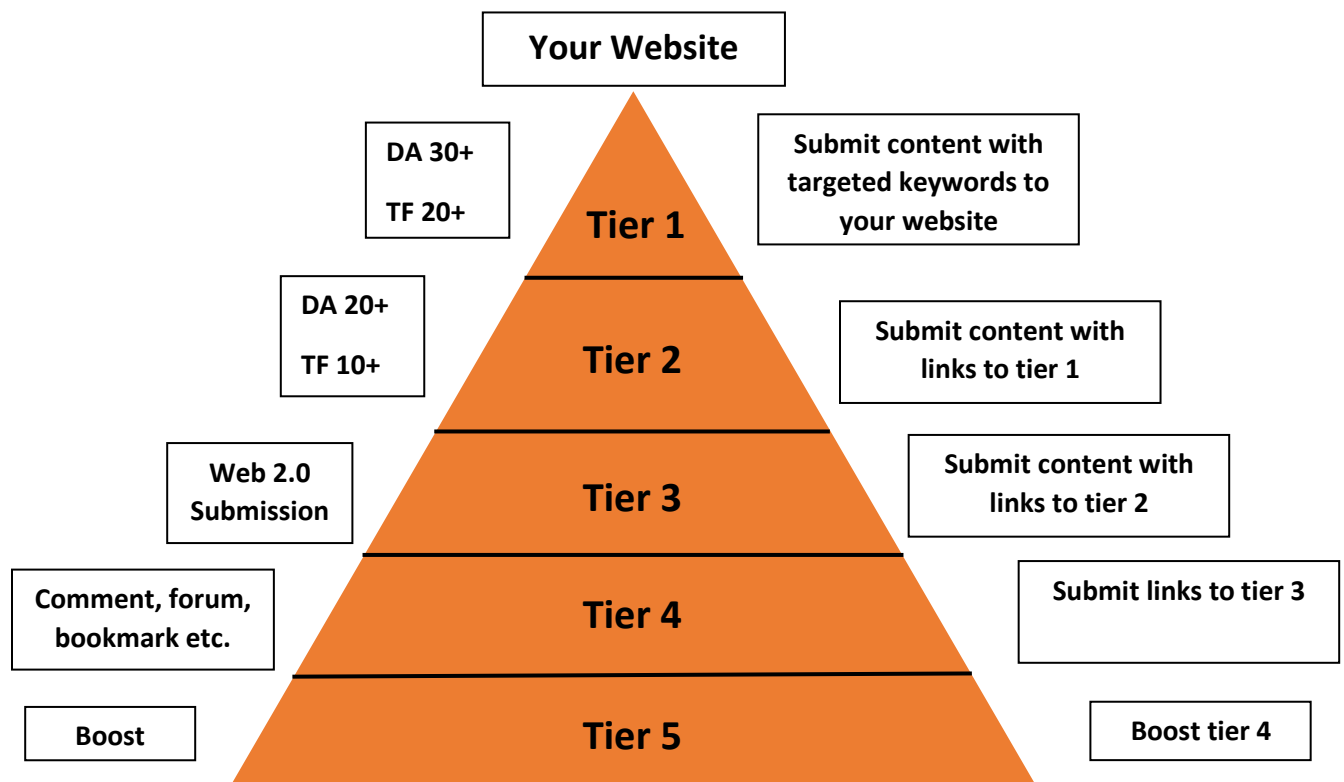 Your Website
DA 30+
TF 20+
Tier 1
Submit content with
targeted keywords to
your website
DA 20+
TF 10+
Tier 2
Submit content with
links to tier 1
Web 2.0
Submission
Tier 3
Submit content with
links to tier 2
Comment, forum,
bookmark etc.
Tier 4
Submit links to tier 3
Boost
Tier 5
Boost tier 4